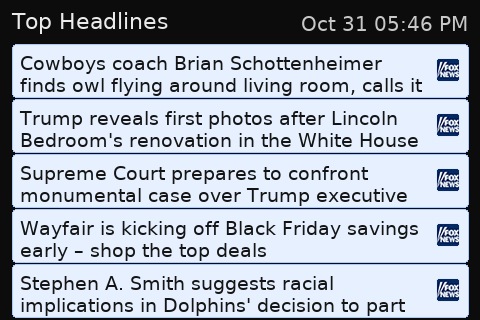 Top Headlines
Oct 31 05:46 PM
Cowboys coach Brian Schottenheimer
finds owl flying around living room, calls it
FOX
NEWS
Trump reveals first photos after Lincoln
Bedroom's renovation in the White House
FOX
NEWS
Supreme Court prepares to confront
monumental case over Trump executive
FOX
NEWS
Wayfair is kicking off Black Friday savings
early – shop the top deals
FOX
NEWS
Stephen A. Smith suggests racial
implications in Dolphins' decision to part
FOX
NEWS